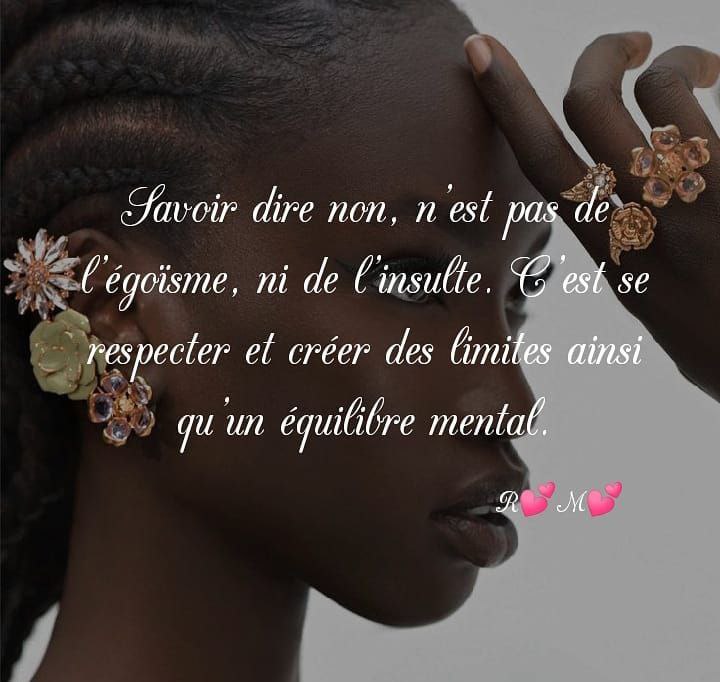 Savoir dire non, n'est pas de
l'égoïsme, ni de l'insulte. C'est se
respecter et créer des limites ainsi
qu'un équilibre mental.
R💕M💕